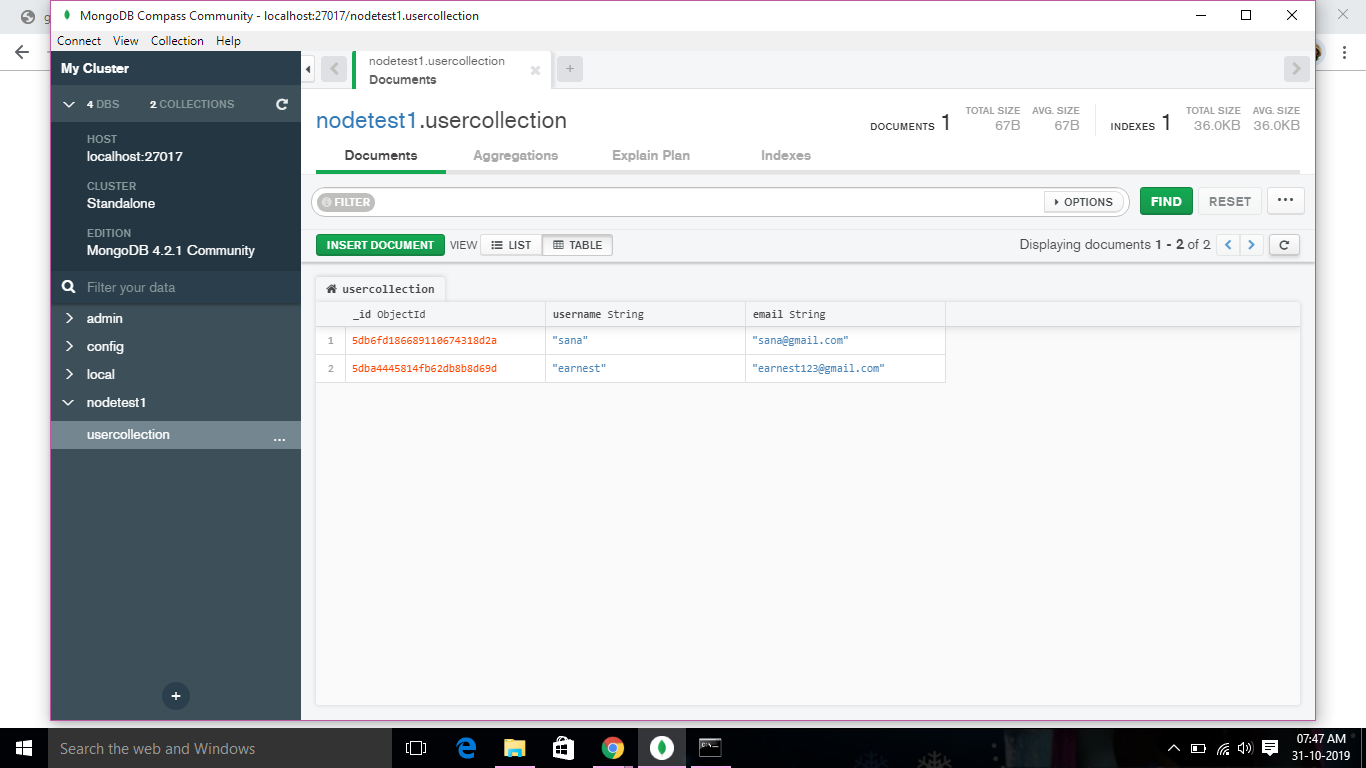 MongoDB Compass Community - localhost:27017/nodetest1.usercollection
Connect View Collection Help
My Cluster
4 DBS 2 COLLECTIONS
HOST
localhost:27017
CLUSTER
Standalone
EDITION
MongoDB 4.2.1 Community
Filter your data
admin
config
local
nodetest1
usercollection ...
nodetest1.usercollection
Documents
nodetest1.usercollection
DOCUMENTS 1
TOTAL SIZE AVG. SIZE
67B 67B
INDEXES 1
TOTAL SIZE AVG. SIZE
36.0KB 36.0KB
Documents Aggregations Explain Plan Indexes
FILTER OPTIONS FIND RESET ...
INSERT DOCUMENT VIEW LIST TABLE Displaying documents 1 - 2 of 2
usercollection
_id ObjectId username String email String
1 5db6fd186689110674318d2a "sana" "sana@gmail.com"
2 5dba4445814fb62db8b8d69d "earnest" "earnest123@gmail.com"
Search the web and Windows
07:47 AM
31-10-2019